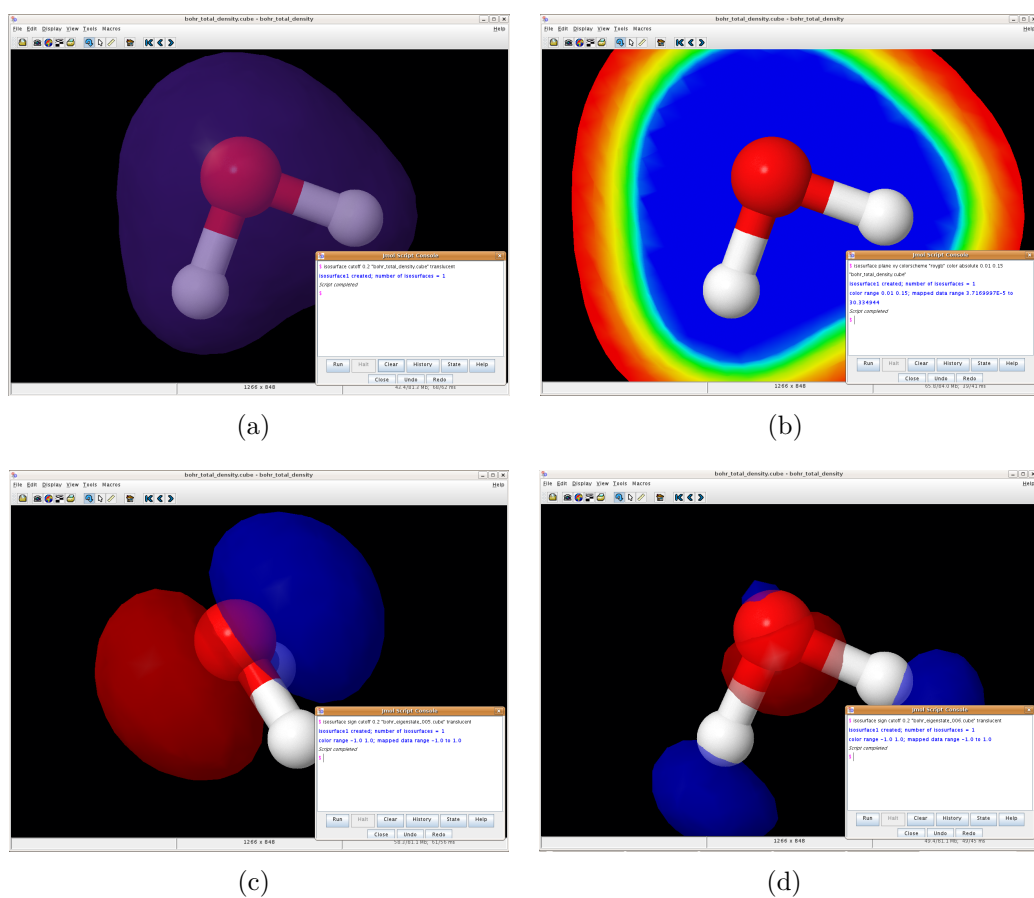 bohr_total_density.cube - bohr_total_density
File Edit Display View Tools Macros Help
Jmol Script Console
$ isosurface cutoff 0.2 "bohr_total_density.cube" translucent
isosurface1 created; number of isosurfaces = 1
Script completed
$
Run Halt Clear History State Help
Close Undo Redo
1266 x 848
(a)
bohr_total_density.cube - bohr_total_density
File Edit Display View Tools Macros Help
Jmol Script Console
$ isosurface plane xy colorscheme "roygb" color absolute 0.01 0.15
"bohr_total_density.cube"
isosurface1 created; number of isosurfaces = 1
color range 0.01 0.15; mapped data range 3.7169997E-5 to
30.334944
Script completed
$
Run Halt Clear History State Help
Close Undo Redo
1266 x 848
(b)
bohr_total_density.cube - bohr_total_density
File Edit Display View Tools Macros Help
Jmol Script Console
$ isosurface sign cutoff 0.2 "bohr_eigenstate_005.cube" translucent
isosurface1 created; number of isosurfaces = 1
color range -1.0 1.0; mapped data range -1.0 to 1.0
Script completed
$
Run Halt Clear History State Help
Close Undo Redo
1266 x 848
(c)
bohr_total_density.cube - bohr_total_density
File Edit Display View Tools Macros Help
Jmol Script Console
$ isosurface sign cutoff 0.2 "bohr_eigenstate_006.cube" translucent
isosurface1 created; number of isosurfaces = 1
color range -1.0 1.0; mapped data range -1.0 to 1.0
Script completed
$
Run Halt Clear History State Help
Close Undo Redo
1266 x 848
(d)